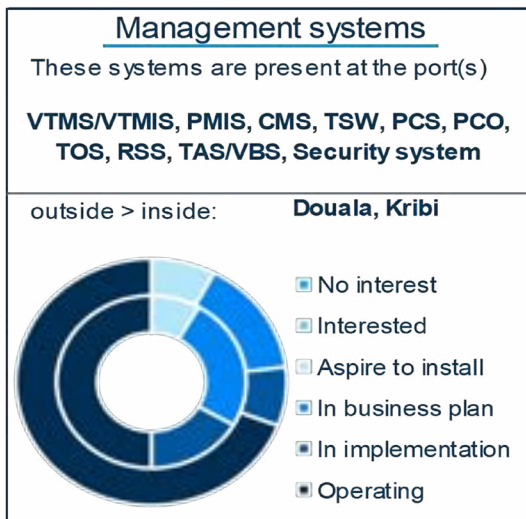 Management systems
These systems are present at the port(s)
VTMS/VTMIS, PMIS, CMS, TSW, PCS, PCO,
TOS, RSS, TAS/VBS, Security system
outside > inside: Douala, Kribi
No interest
Interested
Aspire to install
In business plan
In implementation
Operating